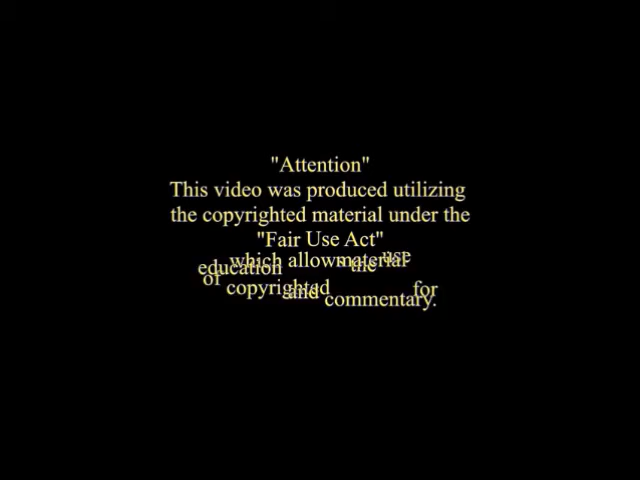 "Attention"
This video was produced utilizing
the copyrighted material under the
"Fair Use Act"
which allows the use
of copyrighted material for
education and commentary.